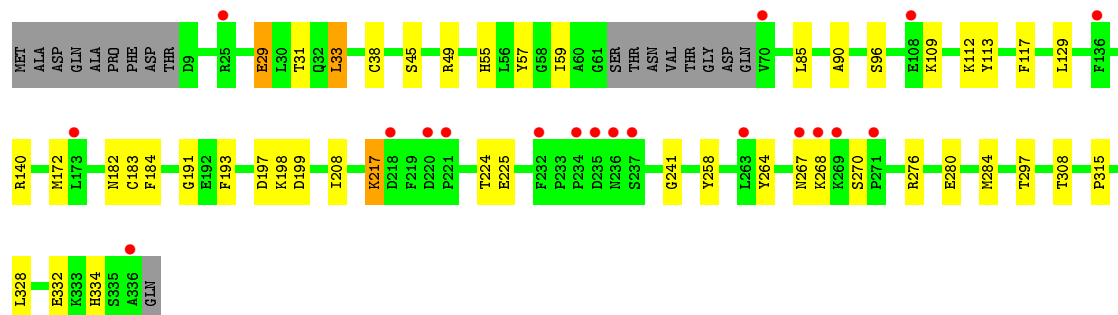 MET ALA ASP GLN ALA PRO PHE ASP THR D9 R25 E29 L30 T31 Q32 L33 C38 S45 R49 H55 L56 Y57 G58 I59 A60 G61 SER THR ASN VAL THR GLY ASP GLN V70 L85 A90 S96 E108 K109 K112 Y113 F117 L129 F136
R140 M172 L173 N182 C183 F184 G191 E192 F193 D197 K198 D199 I208 K217 D218 F219 D220 P221 T224 E225 F232 P233 P234 D235 N236 S237 G241 Y258 L263 Y264 N267 K268 K269 S270 P271 R276 E280 M284 T297 T308 P315
L328 E332 K333 H334 S335 A336 GLN